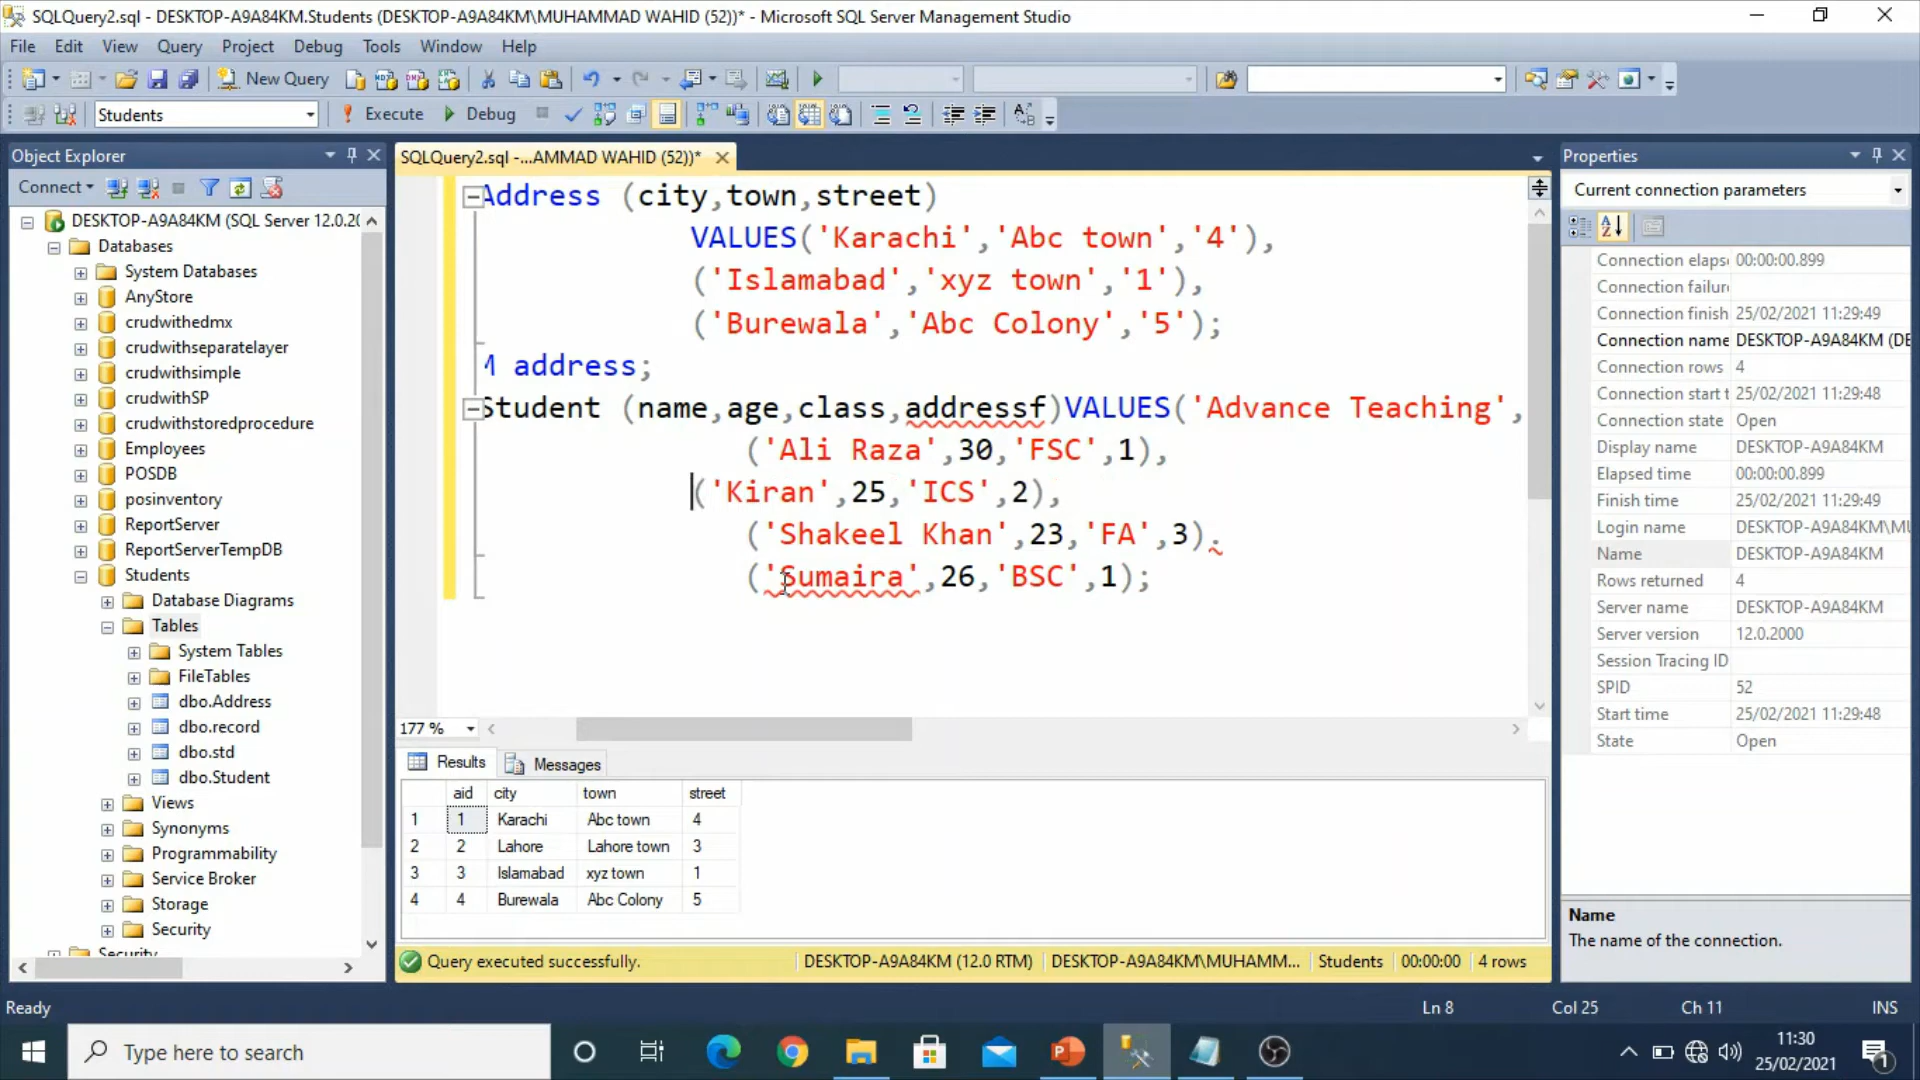 SQLQuery2.sql - DESKTOP-A9A84KM.Students (DESKTOP-A9A84KM\MUHAMMAD WAHID (52))* - Microsoft SQL Server Management Studio
File Edit View Query Project Debug Tools Window Help
New Query
Students Execute Debug
Object Explorer
Connect
DESKTOP-A9A84KM (SQL Server 12.0.20
Databases
System Databases
AnyStore
crudwithedmx
crudwithseparatelayer
crudwithsimple
crudwithSP
crudwithstoredprocedure
Employees
POSDB
posinventory
ReportServer
ReportServerTempDB
Students
Database Diagrams
Tables
System Tables
FileTables
dbo.Address
dbo.record
dbo.std
dbo.Student
Views
Synonyms
Programmability
Service Broker
Storage
Security
Security
SQLQuery2.sql -...AMMAD WAHID (52))*
Address (city,town,street)
VALUES('Karachi','Abc town','4'),
('Islamabad','xyz town','1'),
('Burewala','Abc Colony','5');
M address;
Student (name,age,class,addressf)VALUES('Advance Teaching',
('Ali Raza',30,'FSC',1),
('Kiran',25,'ICS',2),
('Shakeel Khan',23,'FA',3).
('Sumaira',26,'BSC',1);
177 %
Results Messages
aid city town street
1 1 Karachi Abc town 4
2 2 Lahore Lahore town 3
3 3 Islamabad xyz town 1
4 4 Burewala Abc Colony 5
Query executed successfully. DESKTOP-A9A84KM (12.0 RTM) DESKTOP-A9A84KM\MUHAMM... Students 00:00:00 4 rows
Properties
Current connection parameters
Connection elaps 00:00:00.899
Connection failur
Connection finish 25/02/2021 11:29:49
Connection name DESKTOP-A9A84KM (DE
Connection rows 4
Connection start t 25/02/2021 11:29:48
Connection state Open
Display name DESKTOP-A9A84KM
Elapsed time 00:00:00.899
Finish time 25/02/2021 11:29:49
Login name DESKTOP-A9A84KM\MU
Name DESKTOP-A9A84KM
Rows returned 4
Server name DESKTOP-A9A84KM
Server version 12.0.2000
Session Tracing ID
SPID 52
Start time 25/02/2021 11:29:48
State Open
Name
The name of the connection.
Ready Ln 8 Col 25 Ch 11 INS
Type here to search
11:30
25/02/2021
1